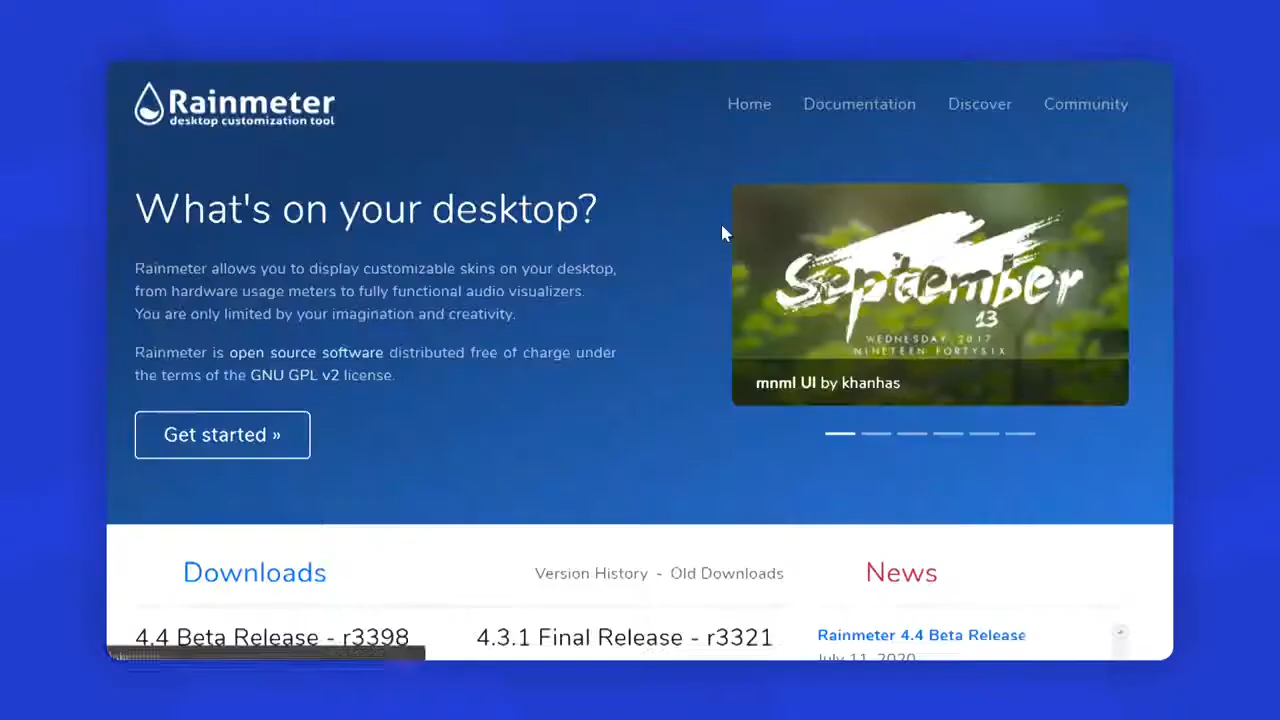 Rainmeter
desktop customization tool
Home
Documentation
Discover
Community
What's on your desktop?
Rainmeter allows you to display customizable skins on your desktop,
from hardware usage meters to fully functional audio visualizers.
You are only limited by your imagination and creativity.
Rainmeter is open source software distributed free of charge under
the terms of the GNU GPL v2 license.
Get started »
September
13
WEDNESDAY, 2017
NINETEEN FORTYSIX
mnml UI by khanhas
Downloads
Version History - Old Downloads
News
4.4 Beta Release - r3398
4.3.1 Final Release - r3321
Rainmeter 4.4 Beta Release
July 11, 2020